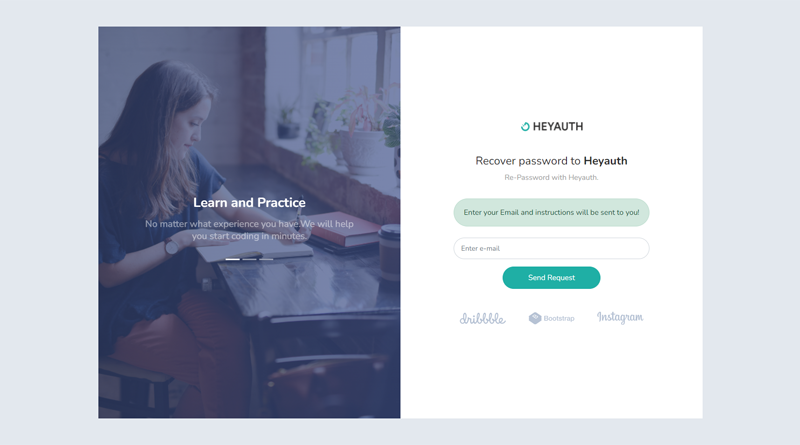 Learn and Practice
No matter what experience you have.We will help
you start coding in minutes.
HEYAUTH
Recover password to Heyauth
Re-Password with Heyauth.
Enter your Email and instructions will be sent to you!
Enter e-mail
Send Request
dribbble Bootstrap Instagram